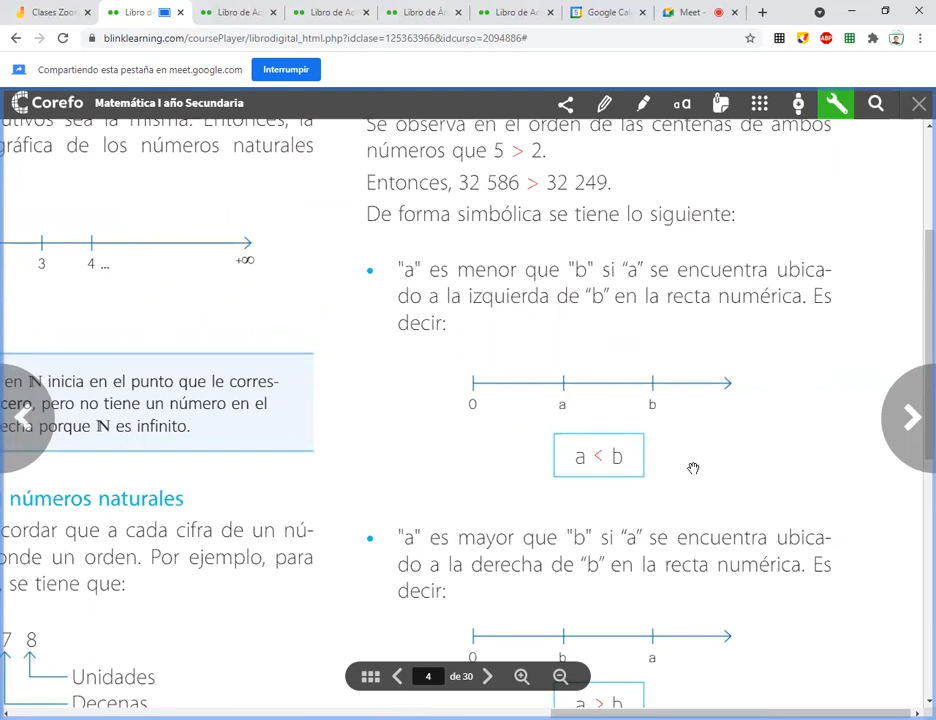 Clases Zoom
Libro d
Libro de Ac
Libro de Ac
Libro de Ár
Libro de Ac
Google Cal
Meet -
blinklearning.com/coursePlayer/librodigital_html.php?idclase=125363966&idcurso=2094886#
Compartiendo esta pestaña en meet.google.com
Interrumpir
Corefo
Matemática I año Secundaria
aa
utivos sea la misma. Entonces, la
gráfica de los números naturales
3 4 ... +∞
en ℕ inicia en el punto que le corres-
cero, pero no tiene un número en el
echa porque ℕ es infinito.
números naturales
cordar que a cada cifra de un nú-
onde un orden. Por ejemplo, para
, se tiene que:
7 8
Unidades
Decenas
Se observa en el orden de las centenas de ambos
números que 5 > 2.
Entonces, 32 586 > 32 249.
De forma simbólica se tiene lo siguiente:
• "a" es menor que "b" si “a” se encuentra ubica-
do a la izquierda de “b” en la recta numérica. Es
decir:
0 a b
a < b
• "a" es mayor que "b" si “a” se encuentra ubica-
do a la derecha de “b” en la recta numérica. Es
decir:
0 b a
a > b
4 de 30